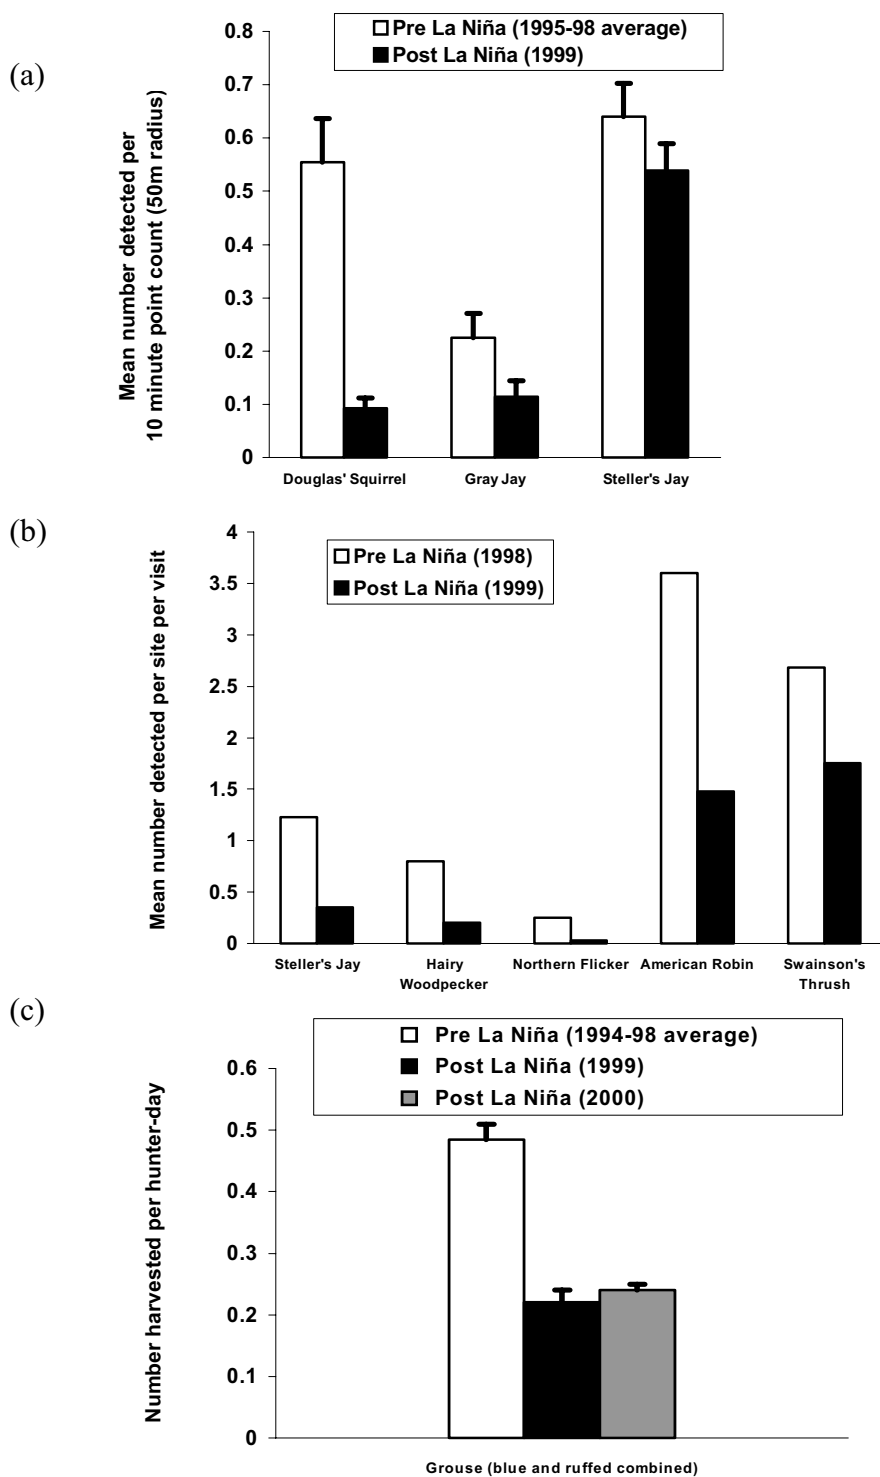 (a)
Pre La Niña (1995-98 average)
Post La Niña (1999)
Mean number detected per
10 minute point count (50m radius)
0.8
0.7
0.6
0.5
0.4
0.3
0.2
0.1
0
Douglas' Squirrel Gray Jay Steller's Jay
(b)
Pre La Niña (1998)
Post La Niña (1999)
Mean number detected per site per visit
4
3.5
3
2.5
2
1.5
1
0.5
0
Steller's Jay Hairy Northern Flicker American Robin Swainson's
Woodpecker Thrush
(c)
Pre La Niña (1994-98 average)
Post La Niña (1999)
Post La Niña (2000)
Number harvested per hunter-day
0.6
0.5
0.4
0.3
0.2
0.1
0
Grouse (blue and ruffed combined)